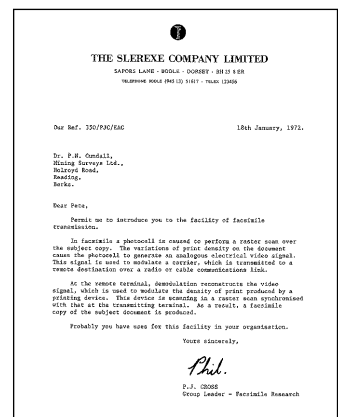 THE SLEREXE COMPANY LIMITED
SAPORS LANE - BOOLE - DORSET - BH 25 8 ER
TELEPHONE BOOLE (945 13) 51617 - TELEX 123456
Our Ref. 350/PJC/EAC 18th January, 1972.
Dr. P.N. Cundall,
Mining Surveys Ltd.,
Holroyd Road,
Reading,
Berks.
Dear Pete,
Permit me to introduce you to the facility of facsimile
transmission.
In facsimile a photocell is caused to perform a raster scan over
the subject copy. The variations of print density on the document
cause the photocell to generate an analogous electrical video signal.
This signal is used to modulate a carrier, which is transmitted to a
remote destination over a radio or cable communications link.
At the remote terminal, demodulation reconstructs the video
signal, which is used to modulate the density of print produced by a
printing device. This device is scanning in a raster scan synchronised
with that at the transmitting terminal. As a result, a facsimile
copy of the subject document is produced.
Probably you have uses for this facility in your organisation.
Yours sincerely,
Phil.
P.J. CROSS
Group Leader - Facsimile Research